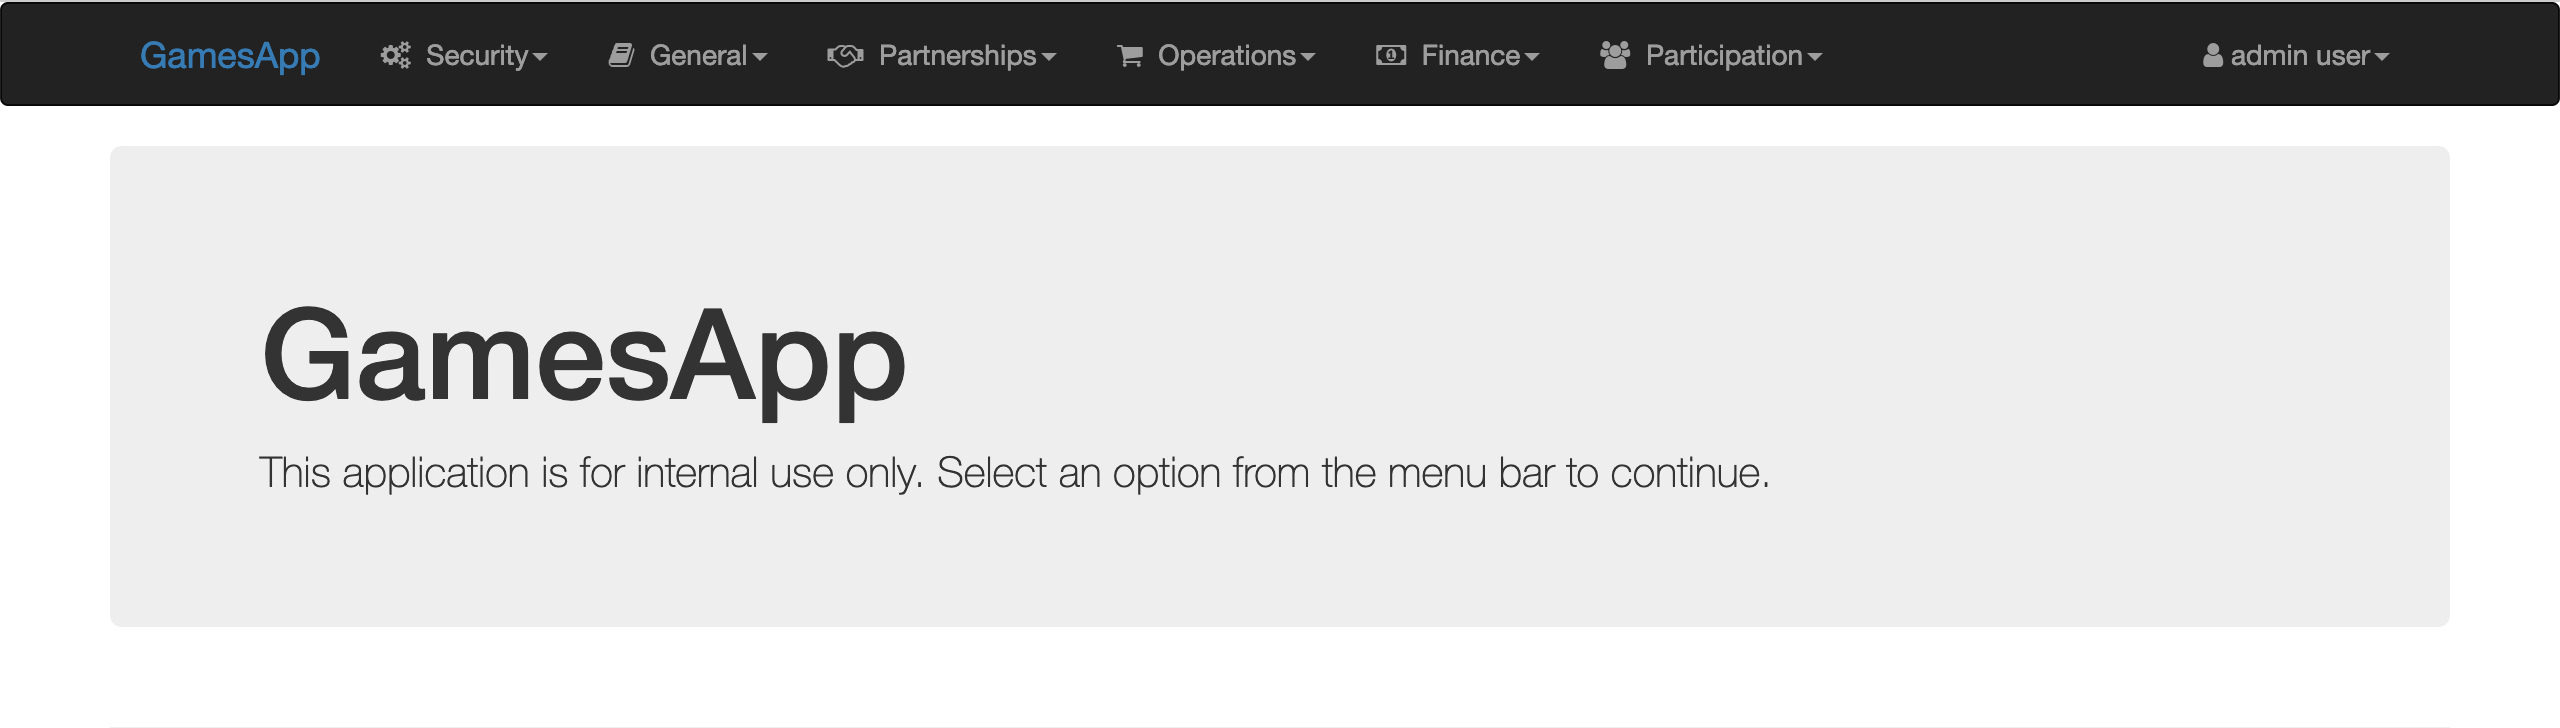 GamesApp Security General Partnerships Operations Finance Participation admin user
GamesApp
This application is for internal use only. Select an option from the menu bar to continue.